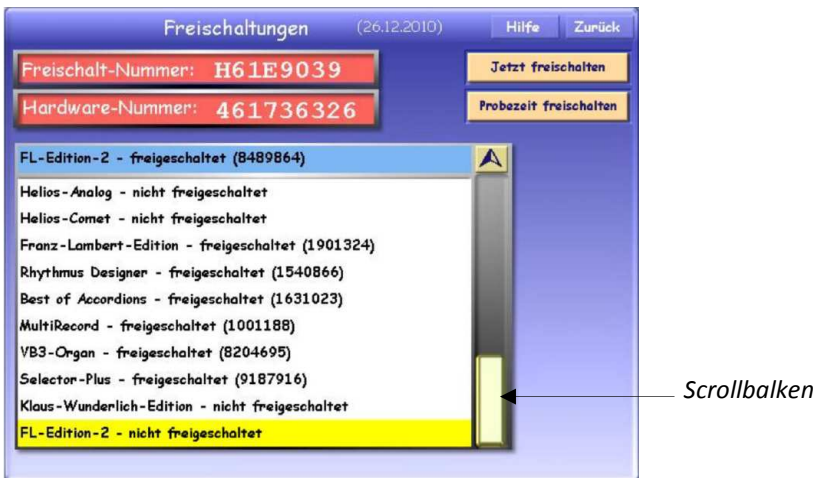 Freischaltungen (26.12.2010) Hilfe Zurück
Freischalt-Nummer: H61E9039 Jetzt freischalten
Hardware-Nummer: 461736326 Probezeit freischalten
FL-Edition-2 - freigeschaltet (8489864)
Helios-Analog - nicht freigeschaltet
Helios-Comet - nicht freigeschaltet
Franz-Lambert-Edition - freigeschaltet (1901324)
Rhythmus Designer - freigeschaltet (1540866)
Best of Accordions - freigeschaltet (1631023)
MultiRecord - freigeschaltet (1001188)
VB3-Organ - freigeschaltet (8204695)
Selector-Plus - freigeschaltet (9187916)
Klaus-Wunderlich-Edition - nicht freigeschaltet
FL-Edition-2 - nicht freigeschaltet
Scrollbalken